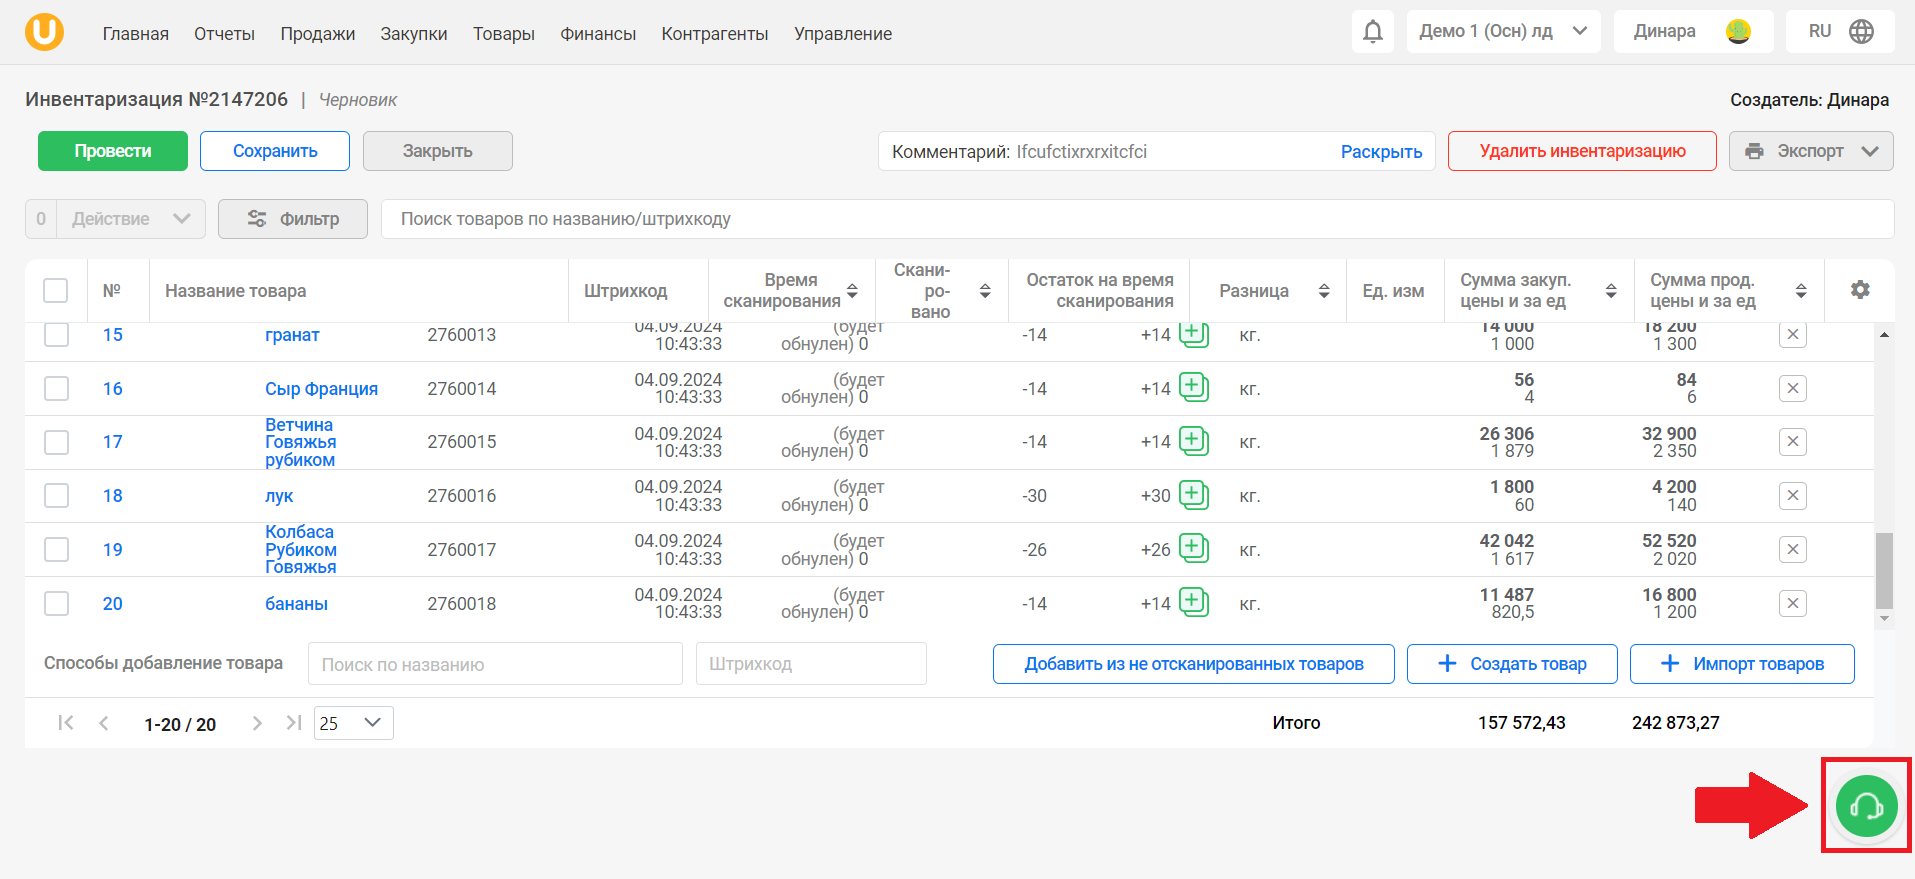 Главная Отчеты Продажи Закупки Товары Финансы Контрагенты Управление Демо 1 (Осн) лд Динара RU
Инвентаризация №2147206 | Черновик Создатель: Динара
Провести Сохранить Закрыть Комментарий: lfcufctixrxrxitcfci Раскрыть Удалить инвентаризацию Экспорт
0 Действие Фильтр Поиск товаров по названию/штрихкоду
№ Название товара Штрихкод Время сканирования Скани-ро-вано Остаток на время сканирования Разница Ед. изм Сумма закуп. цены и за ед Сумма прод. цены и за ед
15 гранат 2760013 04.09.2024 10:43:33 (будет обнулен) 0 -14 +14 кг. 14 000 1 000 18 200 1 300
16 Сыр Франция 2760014 04.09.2024 10:43:33 (будет обнулен) 0 -14 +14 кг. 56 4 84 6
17 Ветчина Говяжья рубиком 2760015 04.09.2024 10:43:33 (будет обнулен) 0 -14 +14 кг. 26 306 1 879 32 900 2 350
18 лук 2760016 04.09.2024 10:43:33 (будет обнулен) 0 -30 +30 кг. 1 800 60 4 200 140
19 Колбаса Рубиком Говяжья 2760017 04.09.2024 10:43:33 (будет обнулен) 0 -26 +26 кг. 42 042 1 617 52 520 2 020
20 бананы 2760018 04.09.2024 10:43:33 (будет обнулен) 0 -14 +14 кг. 11 487 820,5 16 800 1 200
Способы добавление товара Поиск по названию Штрихкод Добавить из не отсканированных товаров + Создать товар + Импорт товаров
1-20 / 20 25 Итого 157 572,43 242 873,27